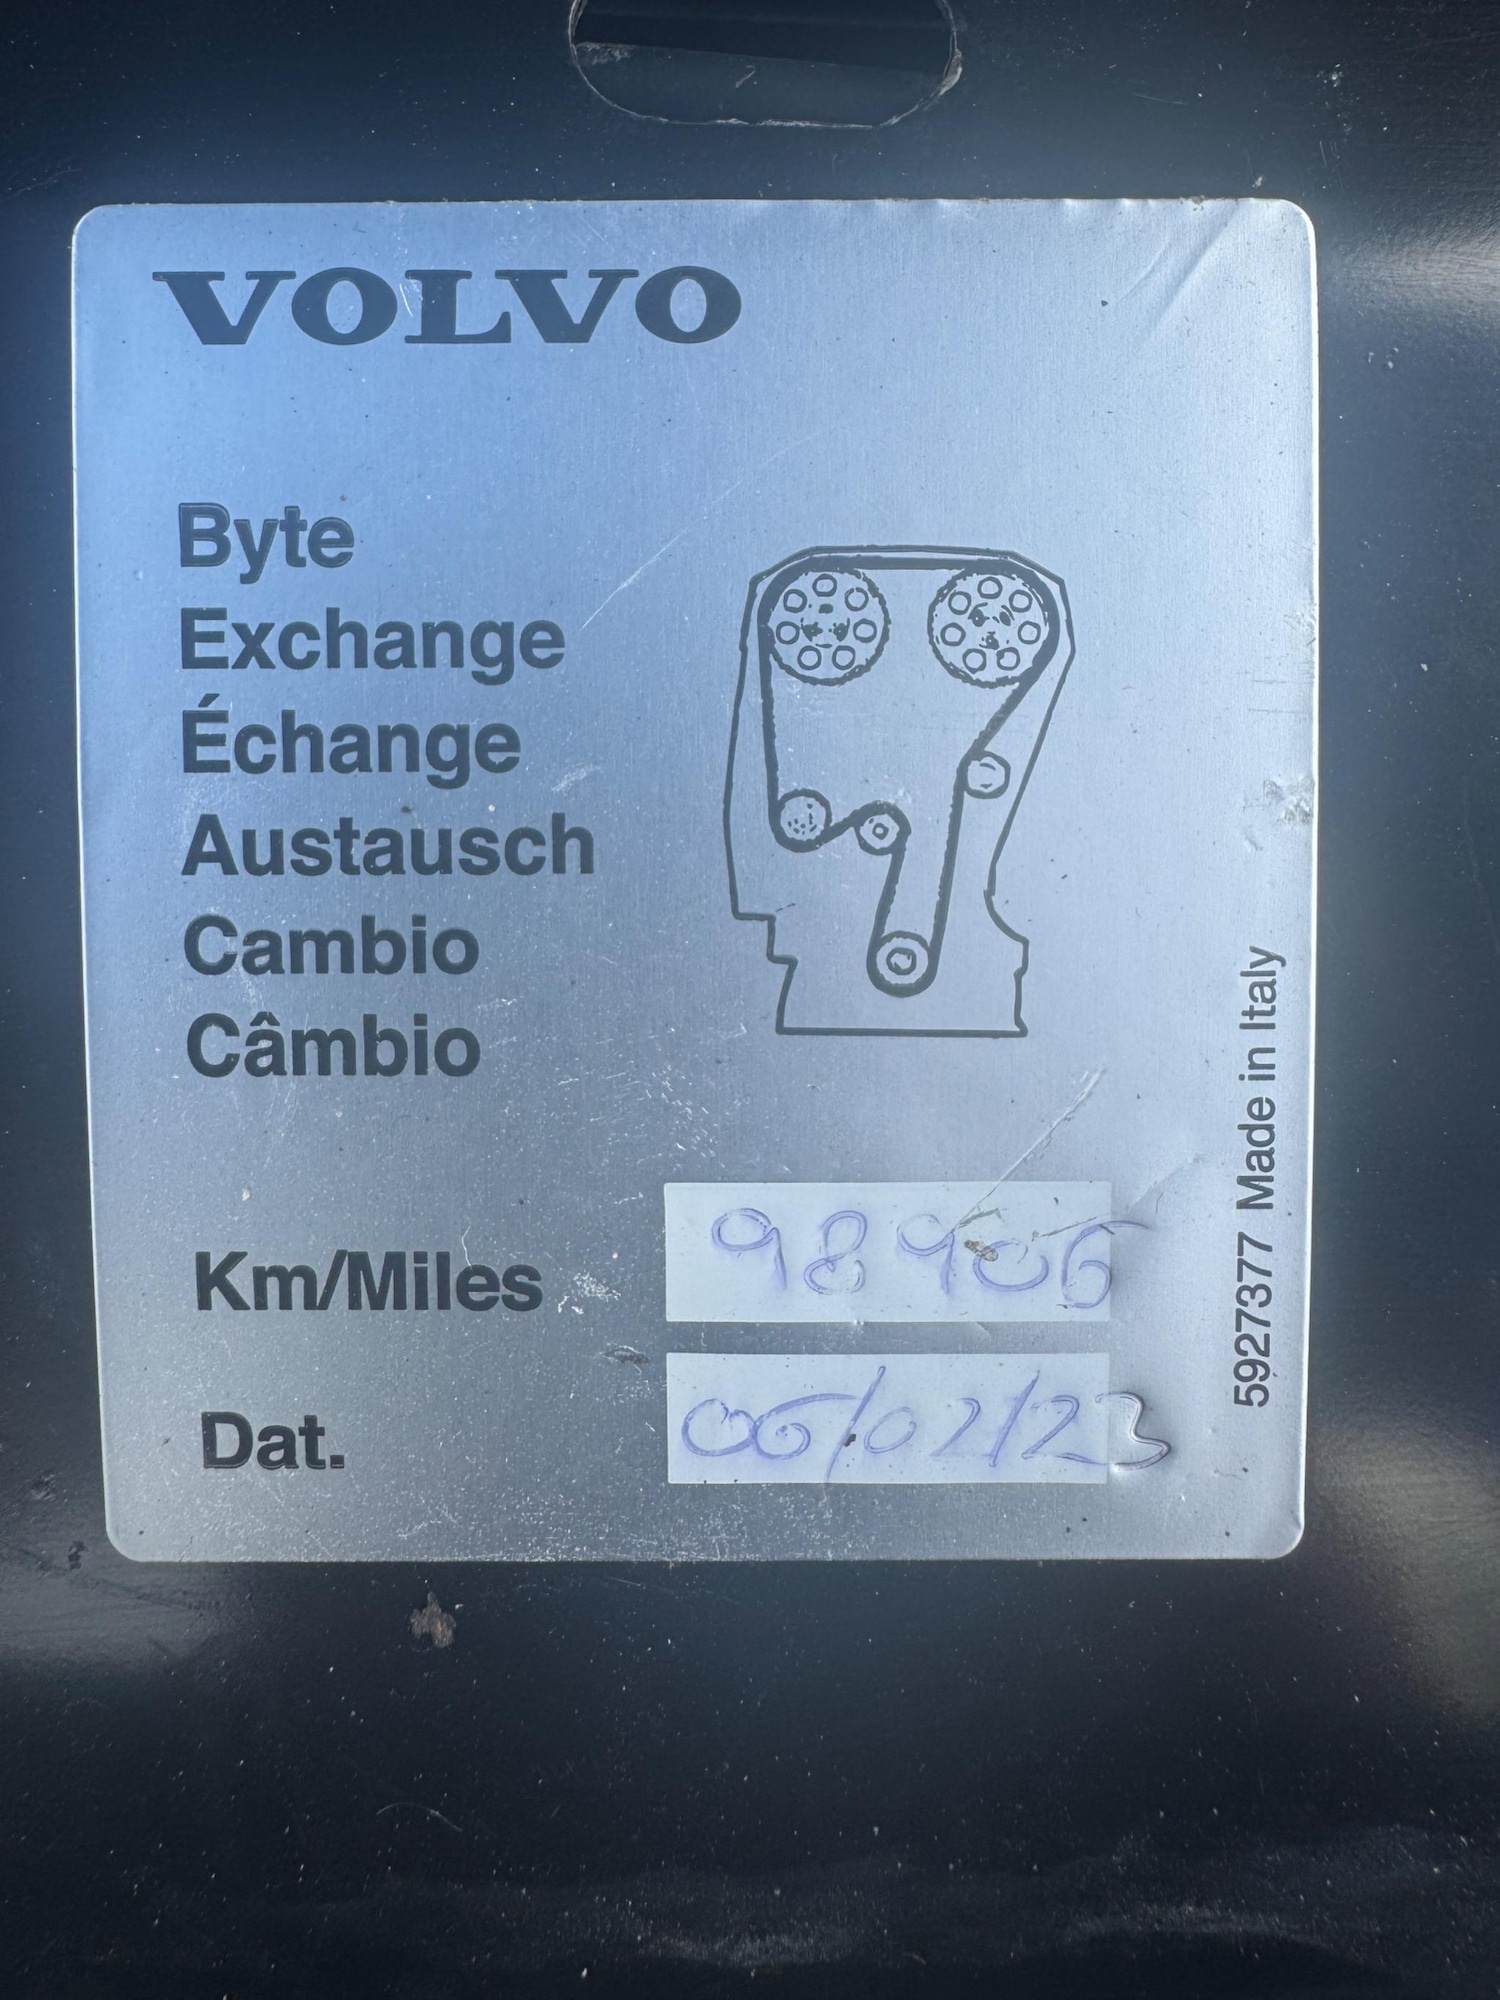 VOLVO
Byte
Exchange
Échange
Austausch
Cambio
Câmbio
Km/Miles 98906
Dat. 06/02/23
5927377 Made in Italy